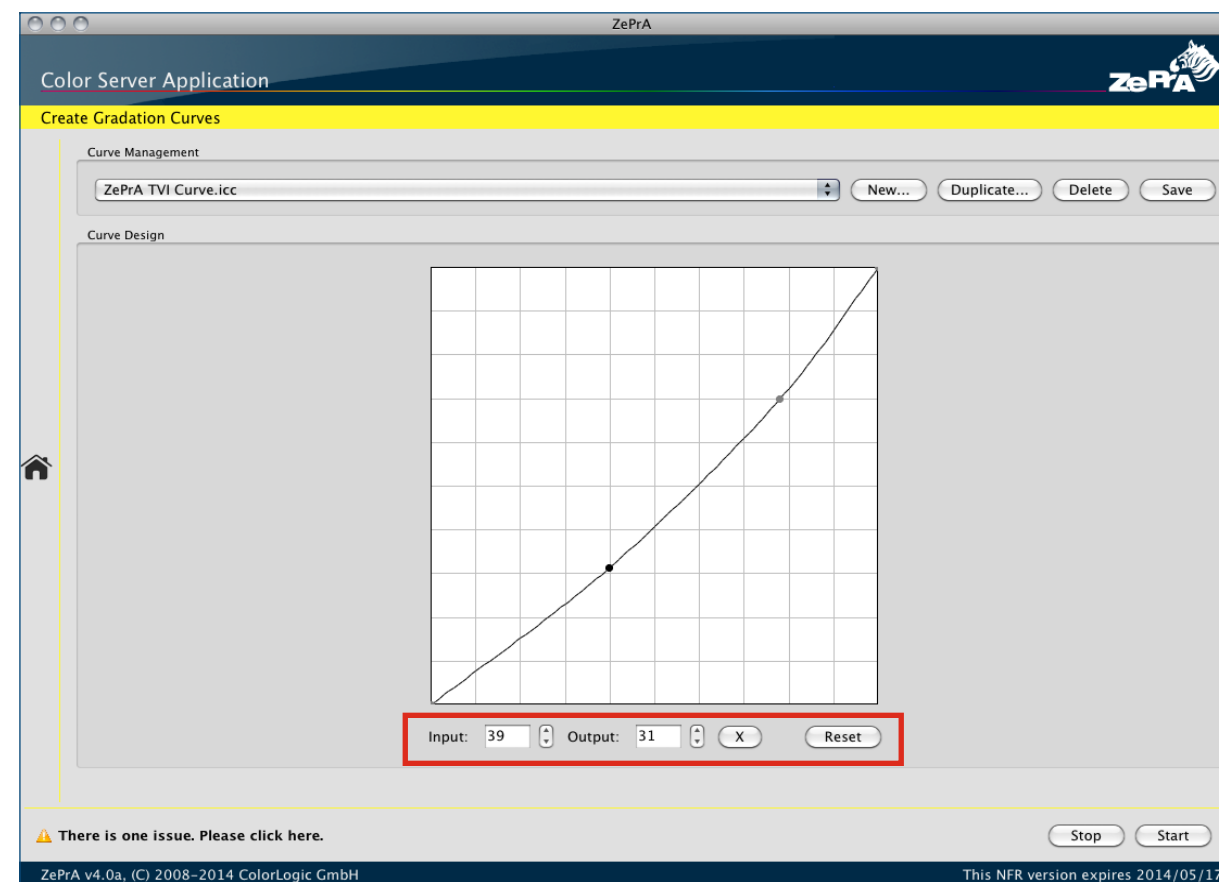 ZePrA
Color Server Application
ZePrA
Create Gradation Curves
Curve Management
ZePrA TVI Curve.icc New... Duplicate... Delete Save
Curve Design
Input: 39 Output: 31 X Reset
There is one issue. Please click here. Stop Start
ZePrA v4.0a, (C) 2008-2014 ColorLogic GmbH This NFR version expires 2014/05/17